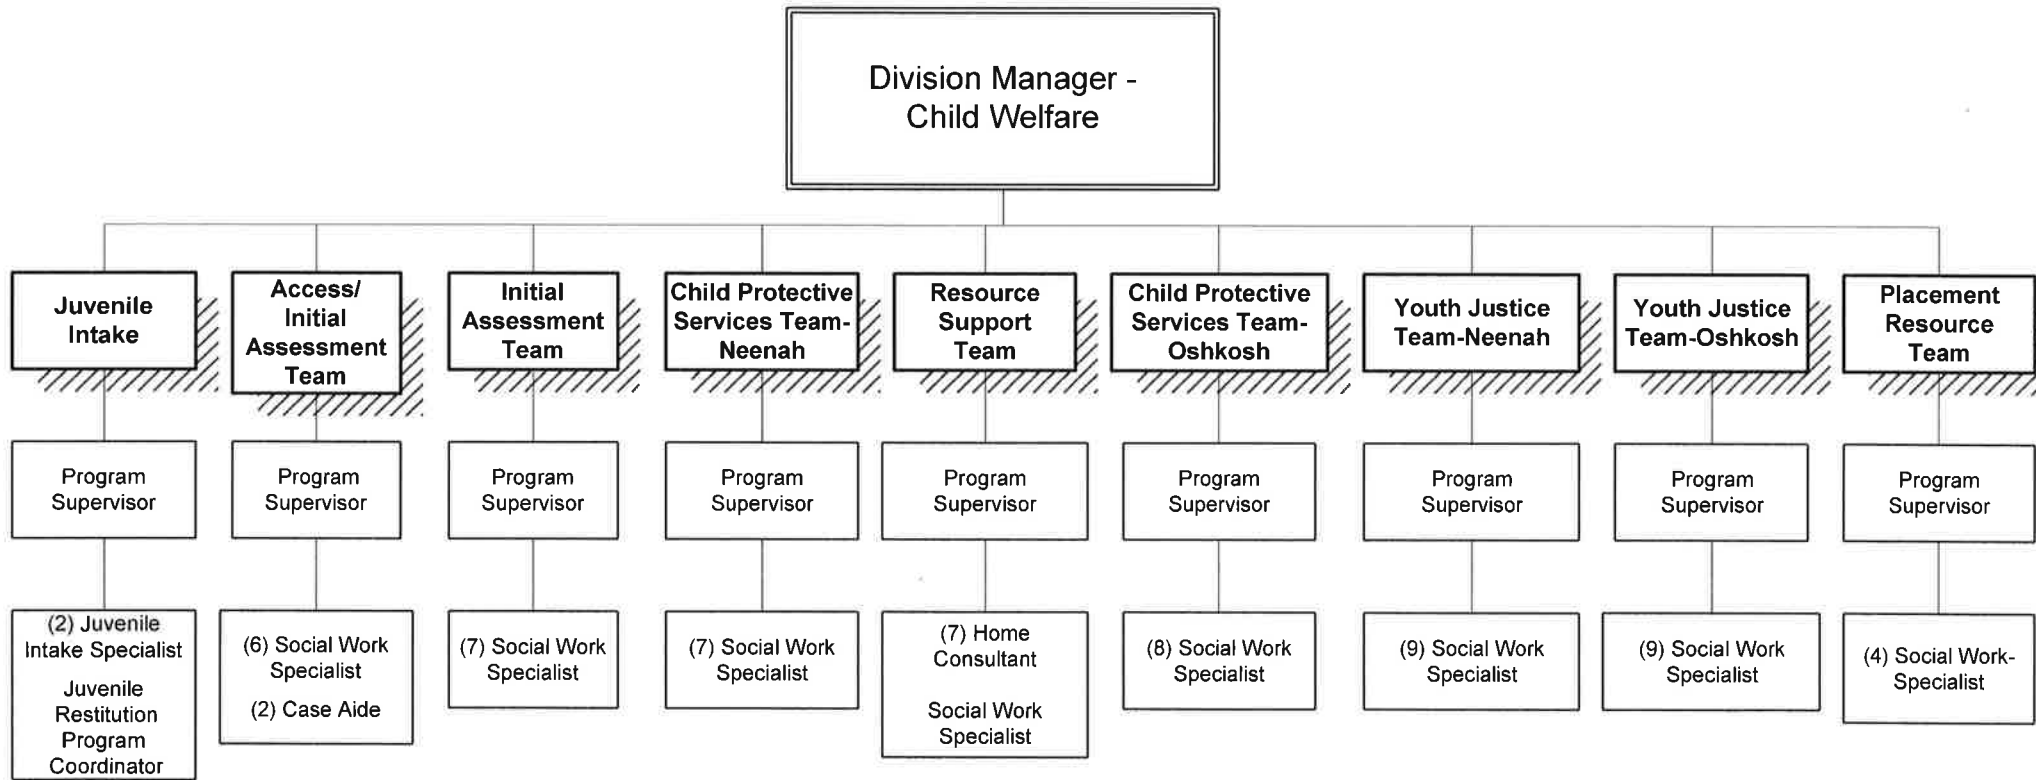 Division Manager -
Child Welfare
Juvenile
Intake
Access/
Initial
Assessment
Team
Initial
Assessment
Team
Child Protective
Services Team-
Neenah
Resource
Support
Team
Child Protective
Services Team-
Oshkosh
Youth Justice
Team-Neenah
Youth Justice
Team-Oshkosh
Placement
Resource
Team
Program
Supervisor
Program
Supervisor
Program
Supervisor
Program
Supervisor
Program
Supervisor
Program
Supervisor
Program
Supervisor
Program
Supervisor
Program
Supervisor
(2) Juvenile
Intake Specialist
Juvenile
Restitution
Program
Coordinator
(6) Social Work
Specialist
(2) Case Aide
(7) Social Work
Specialist
(7) Social Work
Specialist
(7) Home
Consultant
Social Work
Specialist
(8) Social Work
Specialist
(9) Social Work
Specialist
(9) Social Work
Specialist
(4) Social Work-
Specialist